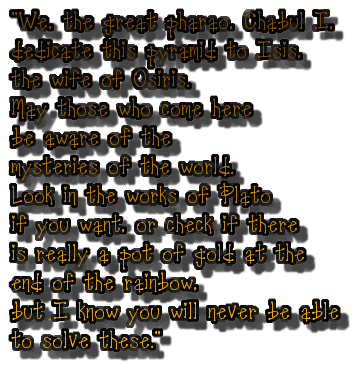 "We, the great pharao, Chabul I,
dedicate this pyramid to Isis,
the wife of Osiris.
May those who come here
be aware of the
mysteries of the world.
Look in the works of Plato
if you want, or check if there
is really a pot of gold at the
end of the rainbow,
but I know you will never be able
to solve these."